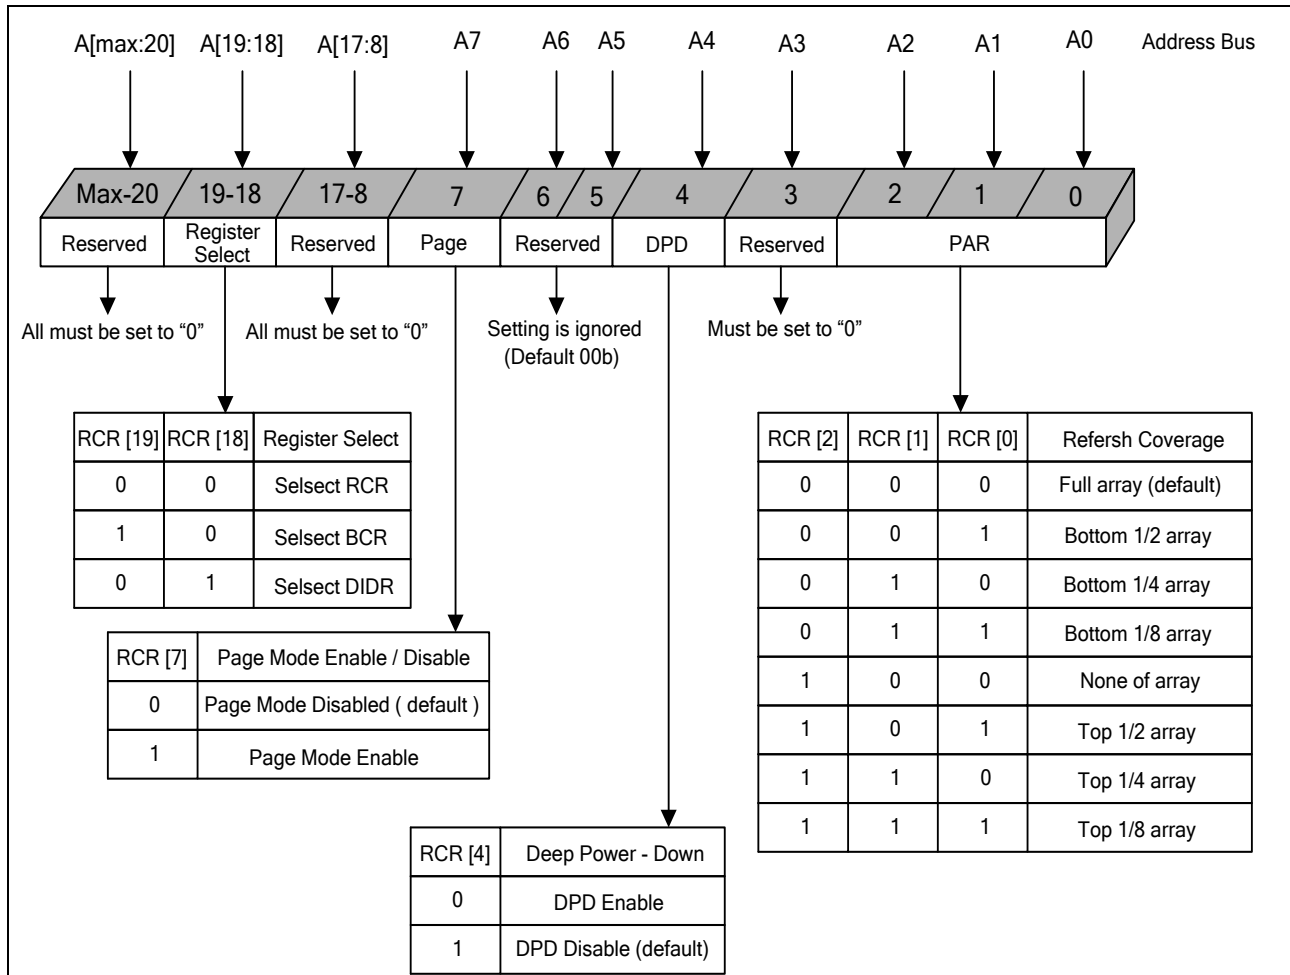 A[max:20] A[19:18] A[17:8] A7 A6 A5 A4 A3 A2 A1 A0 Address Bus
Max-20 19-18 17-8 7 6 5 4 3 2 1 0
Reserved Register Select Reserved Page Reserved DPD Reserved PAR
All must be set to “0” All must be set to “0” Setting is ignored (Default 00b) Must be set to “0”
RCR [19] RCR [18] Register Select
0 0 Selsect RCR
1 0 Selsect BCR
0 1 Selsect DIDR
RCR [7] Page Mode Enable / Disable
0 Page Mode Disabled ( default )
1 Page Mode Enable
RCR [4] Deep Power - Down
0 DPD Enable
1 DPD Disable (default)
RCR [2] RCR [1] RCR [0] Refersh Coverage
0 0 0 Full array (default)
0 0 1 Bottom 1/2 array
0 1 0 Bottom 1/4 array
0 1 1 Bottom 1/8 array
1 0 0 None of array
1 0 1 Top 1/2 array
1 1 0 Top 1/4 array
1 1 1 Top 1/8 array